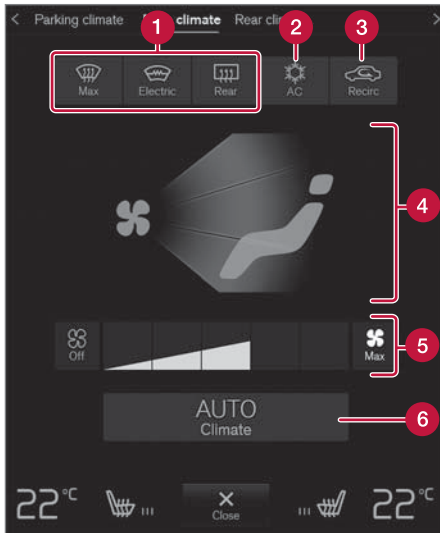 Parking climate climate Rear cli
1 2 3
Max Electric Rear AC Recirc
4
Off Max 5
AUTO 6
Climate
22°C Close 22°C